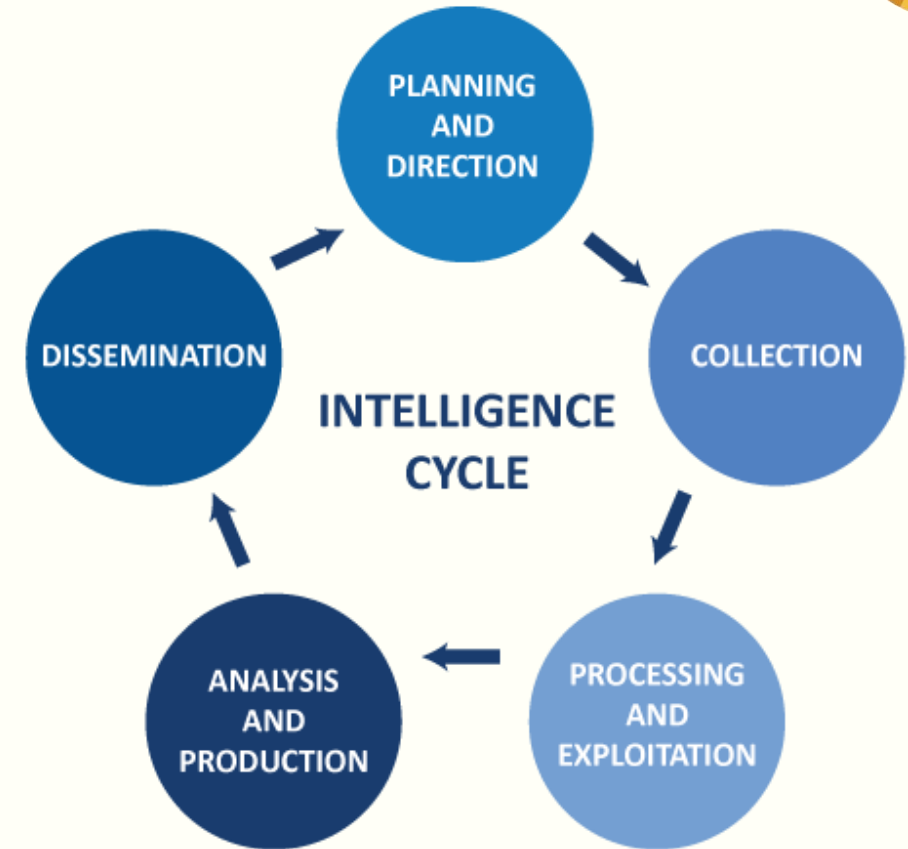 PLANNING
AND
DIRECTION
COLLECTION
PROCESSING
AND
EXPLOITATION
ANALYSIS
AND
PRODUCTION
DISSEMINATION
INTELLIGENCE
CYCLE